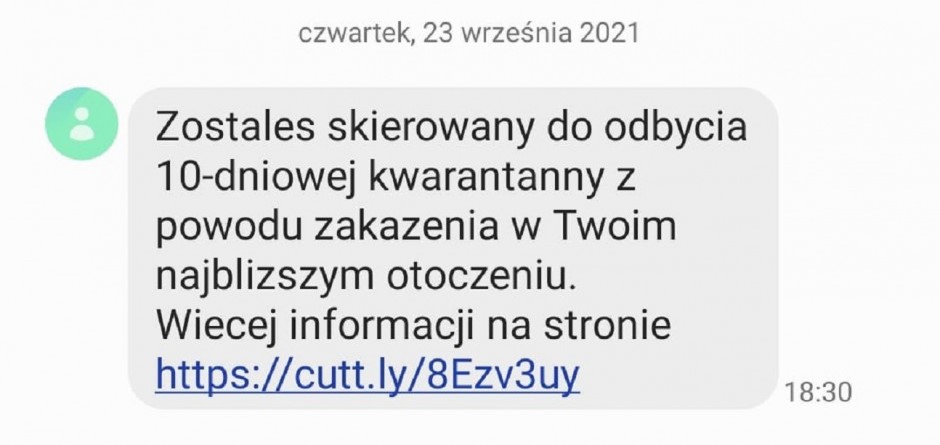 czwartek, 23 września 2021
Zostales skierowany do odbycia
10-dniowej kwarantanny z
powodu zakazenia w Twoim
najblizszym otoczeniu.
Wiecej informacji na stronie
https://cutt.ly/8Ezv3uy
18:30